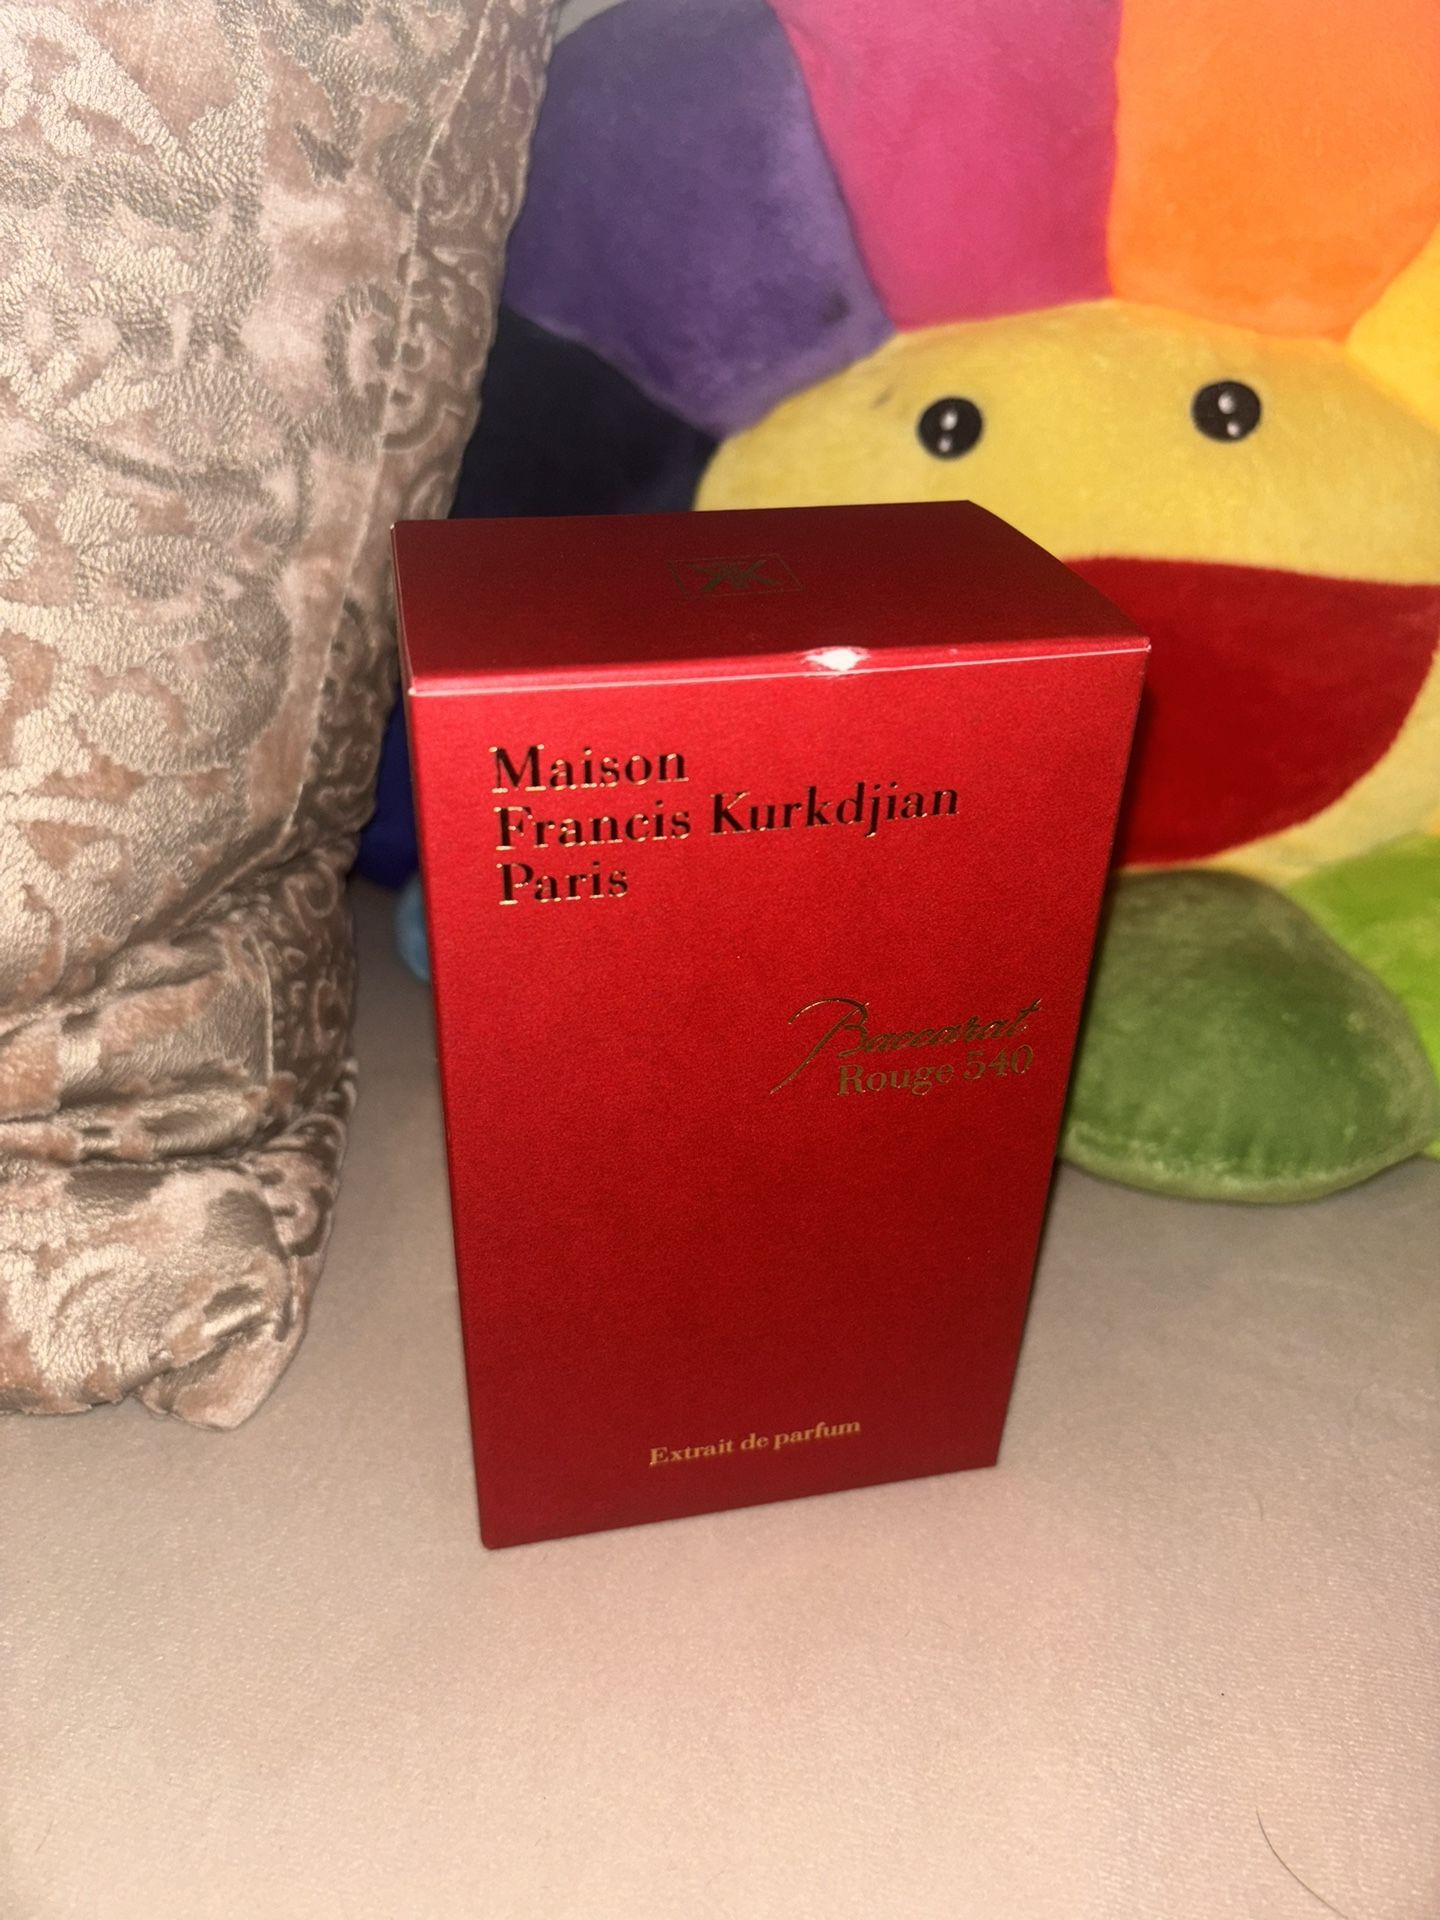 Maison
Francis Kurkdjian
Paris
Baccarat
Rouge 540
Extrait de parfum